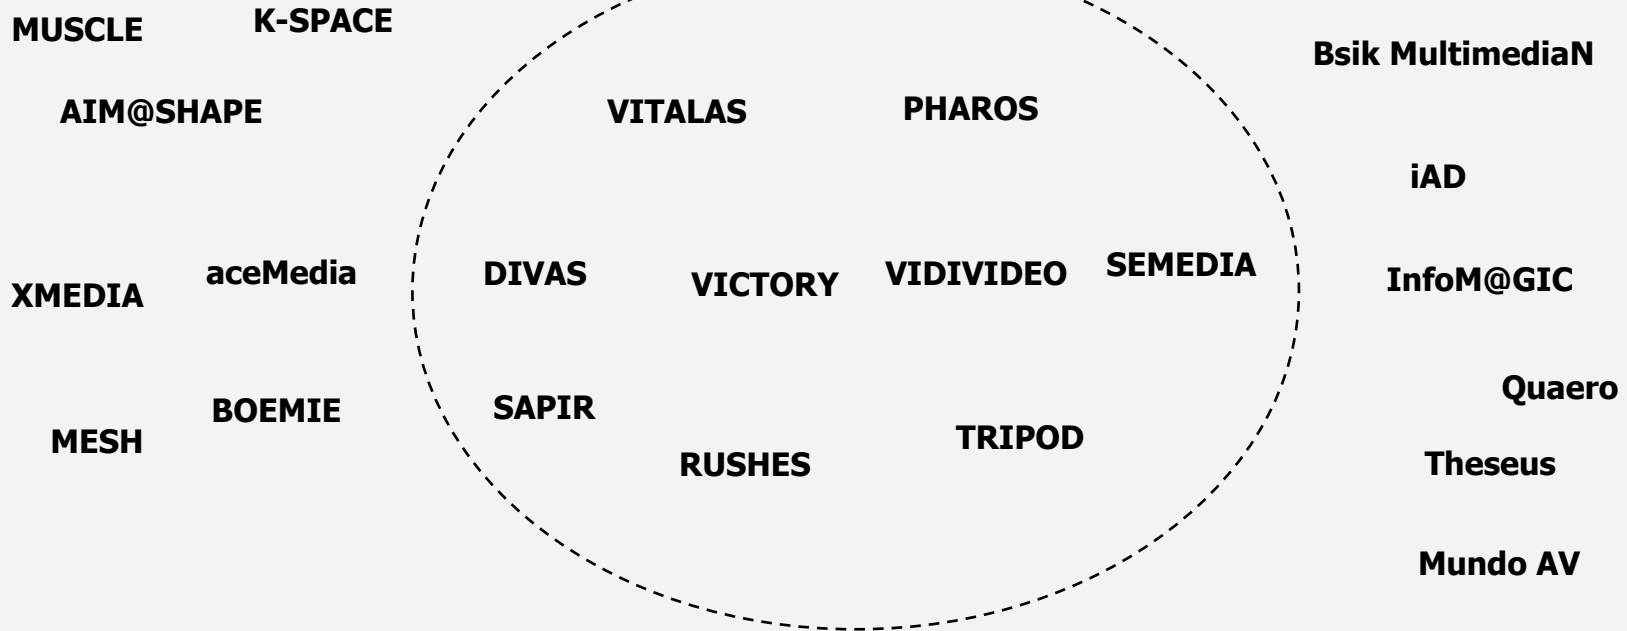 MUSCLE
K-SPACE
AIM@SHAPE
XMEDIA
aceMedia
BOEMIE
MESH
VITALAS
PHAROS
DIVAS
VICTORY
VIDIVIDEO
SEMEDIA
SAPIR
RUSHES
TRIPOD
Bsik MultimediaN
iAD
InfoM@GIC
Quaero
Theseus
Mundo AV